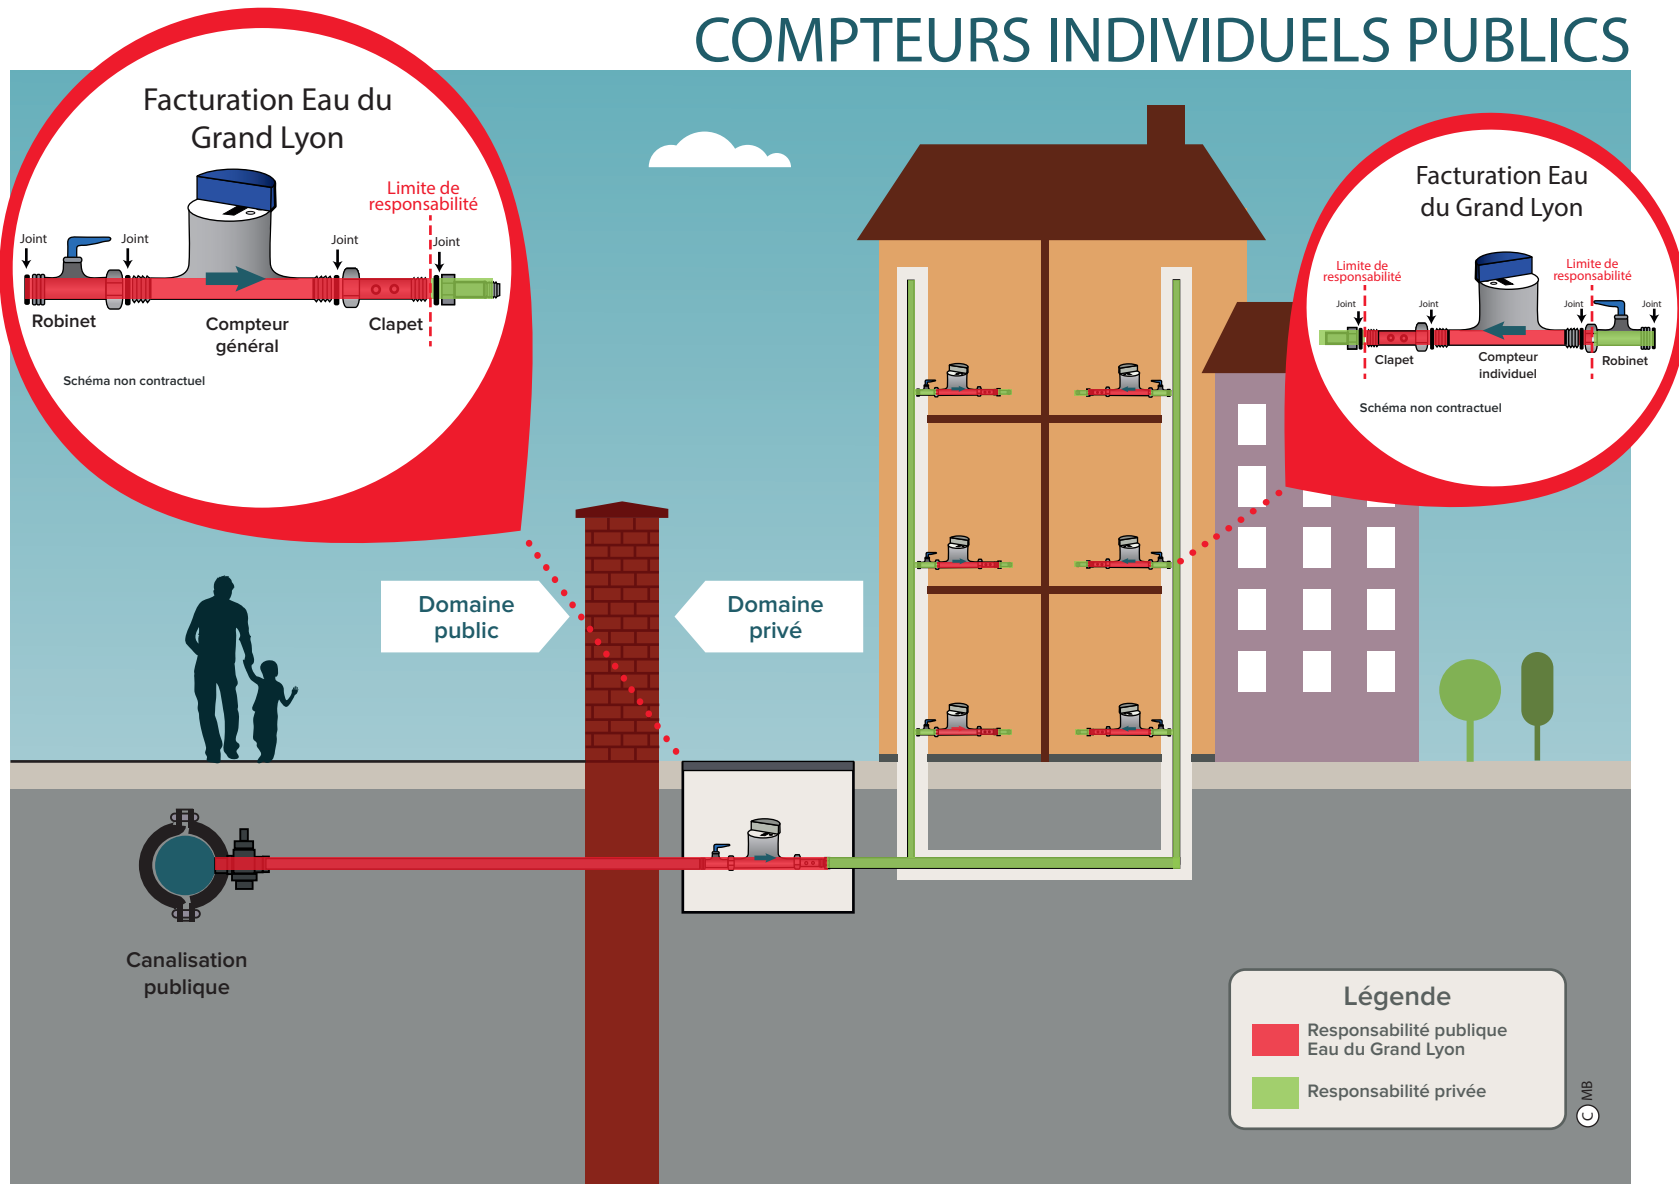 COMPTEURS INDIVIDUELS PUBLICS
Facturation Eau du
Grand Lyon
Limite de
responsabilité
Joint
Joint
Joint
Joint
Robinet
Compteur
général
Clapet
Schéma non contractuel
Facturation Eau
du Grand Lyon
Limite de
responsabilité
Limite de
responsabilité
Joint
Joint
Joint
Joint
Clapet
Compteur
individuel
Robinet
Schéma non contractuel
Domaine
public
Domaine
privé
Canalisation
publique
Légende
Responsabilité publique
Eau du Grand Lyon
Responsabilité privée
C MB